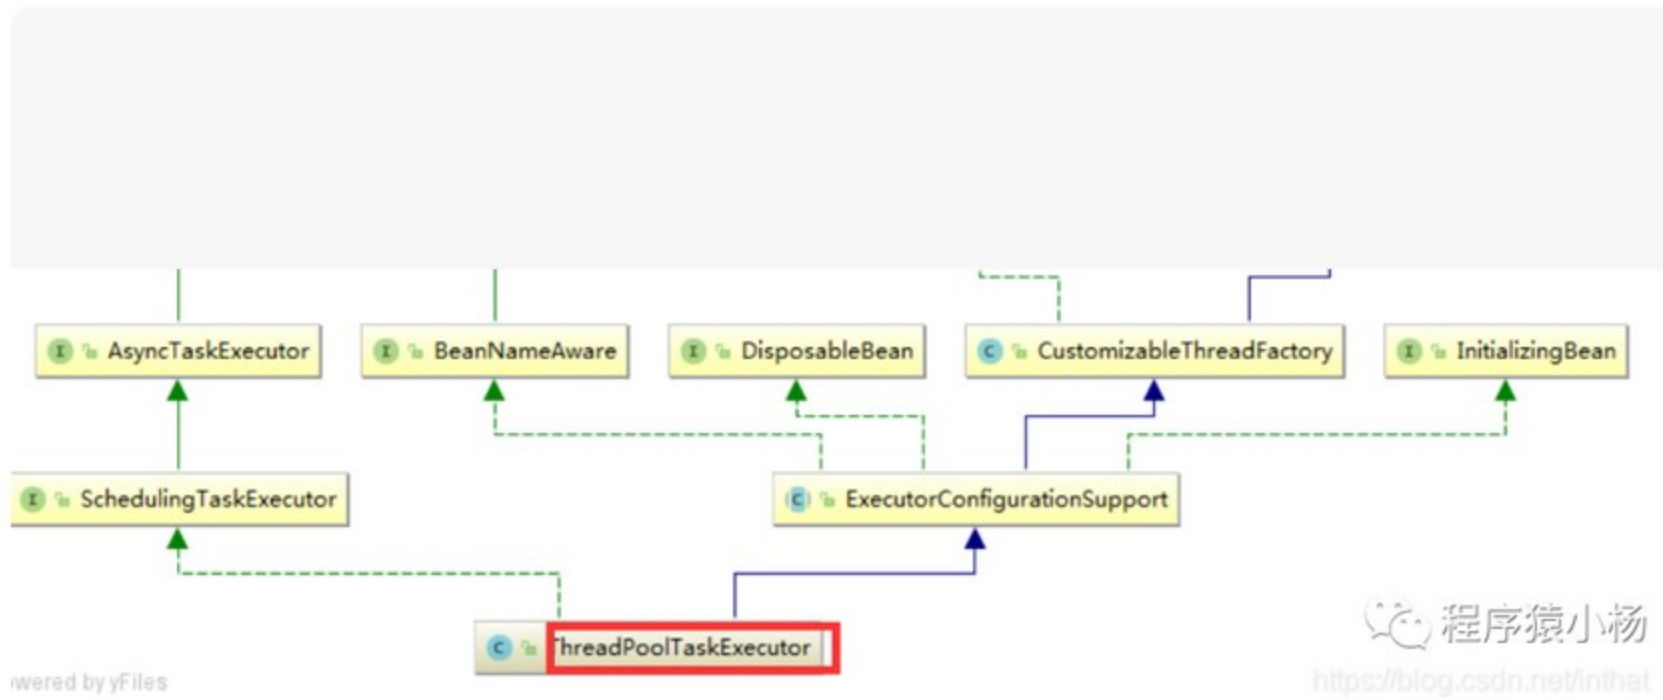 AsyncTaskExecutor
BeanNameAware
DisposableBean
CustomizableThreadFactory
InitializingBean
SchedulingTaskExecutor
ExecutorConfigurationSupport
ThreadPoolTaskExecutor
程序猿小杨
wered by yFiles
https://blog.csdn.net/inthat